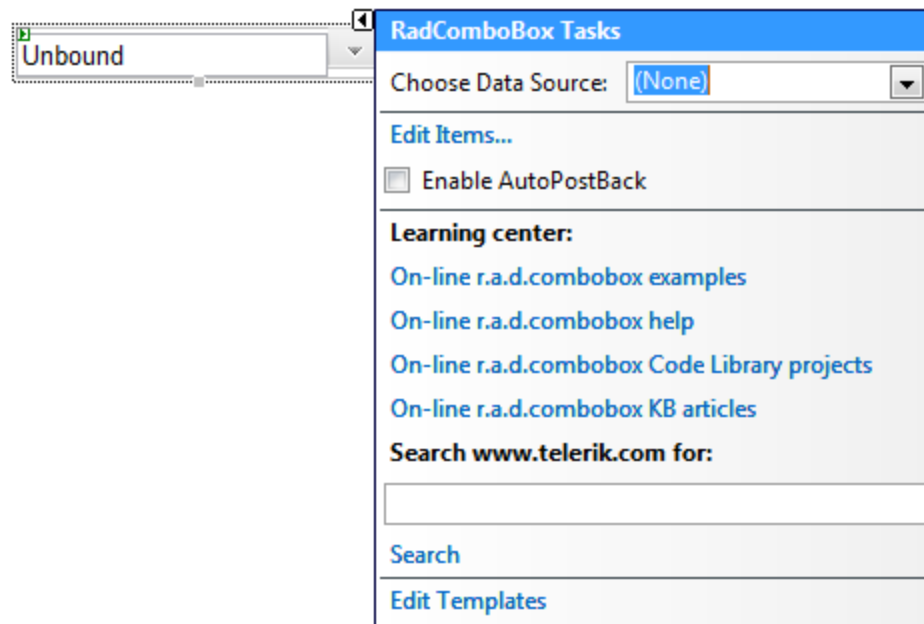 Unbound
RadComboBox Tasks
Choose Data Source: (None)
Edit Items...
Enable AutoPostBack
Learning center:
On-line r.a.d.combobox examples
On-line r.a.d.combobox help
On-line r.a.d.combobox Code Library projects
On-line r.a.d.combobox KB articles
Search www.telerik.com for:
Search
Edit Templates